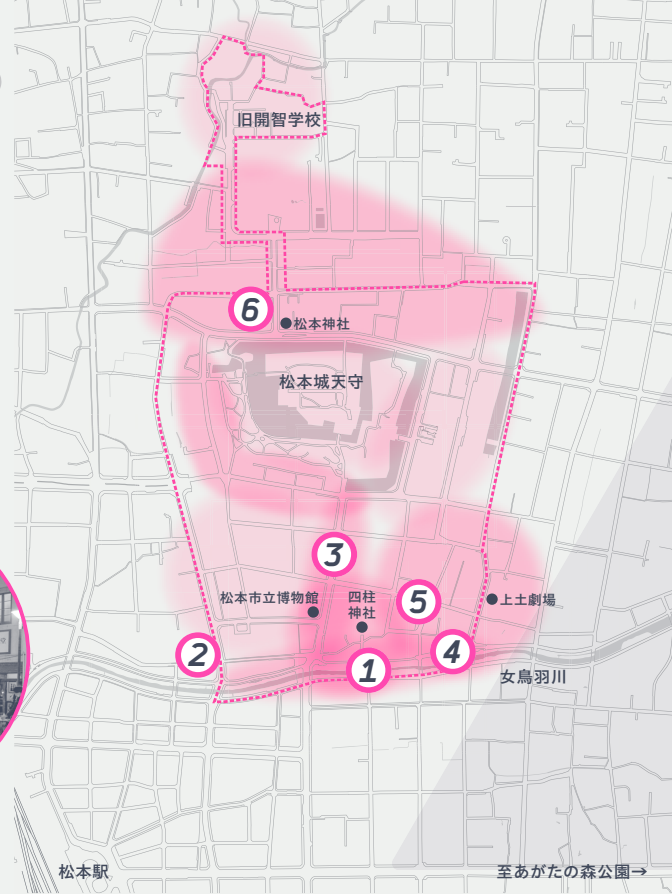 旧開智学校
6
松本神社
松本城天守
3
松本市立博物館
四柱
神社
5
上土劇場
2
1
4
女鳥羽川
松本駅
至あがたの森公園→